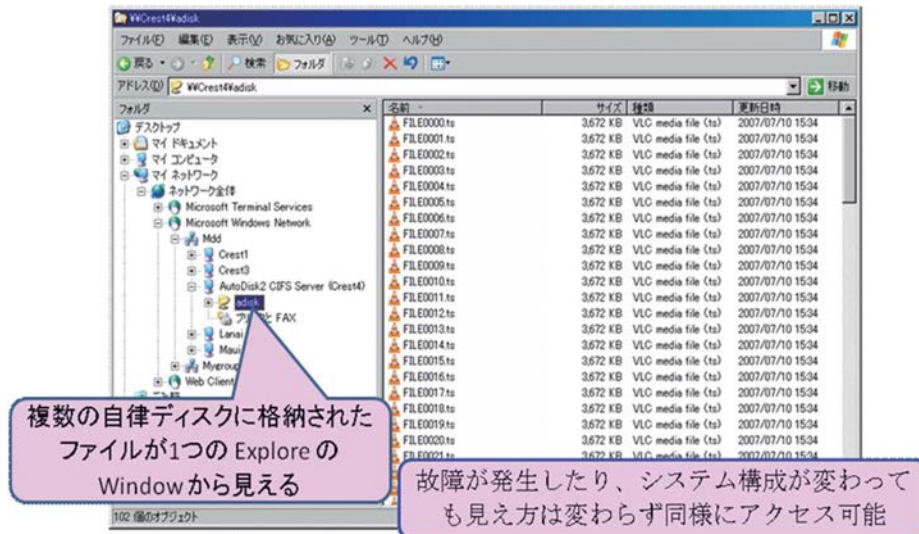 ¥¥Crest4¥adisk
ファイル(F) 編集(E) 表示(V) お気に入り(A) ツール(T) ヘルプ(H)
戻る 検索 フォルダ
アドレス(D) ¥¥Crest4¥adisk 移動
フォルダ ×
デスクトップ
マイ ドキュメント
マイ コンピュータ
マイ ネットワーク
ネットワーク全体
Microsoft Terminal Services
Microsoft Windows Network
Mdd
Crest1
Crest3
AutoDisk2 CIFS Server (Crest4)
adisk
FAX
Lanai
Maui
Mygroup
Web Client
名前 サイズ 種類 更新日時
FILE0000.ts 3,672 KB VLC media file (ts) 2007/07/10 15:34
FILE0001.ts 3,672 KB VLC media file (ts) 2007/07/10 15:34
FILE0002.ts 3,672 KB VLC media file (ts) 2007/07/10 15:34
FILE0003.ts 3,672 KB VLC media file (ts) 2007/07/10 15:34
FILE0004.ts 3,672 KB VLC media file (ts) 2007/07/10 15:34
FILE0005.ts 3,672 KB VLC media file (ts) 2007/07/10 15:34
FILE0006.ts 3,672 KB VLC media file (ts) 2007/07/10 15:34
FILE0007.ts 3,672 KB VLC media file (ts) 2007/07/10 15:34
FILE0008.ts 3,672 KB VLC media file (ts) 2007/07/10 15:34
FILE0009.ts 3,672 KB VLC media file (ts) 2007/07/10 15:34
FILE0010.ts 3,672 KB VLC media file (ts) 2007/07/10 15:34
FILE0011.ts 3,672 KB VLC media file (ts) 2007/07/10 15:34
FILE0012.ts 3,672 KB VLC media file (ts) 2007/07/10 15:34
FILE0013.ts 3,672 KB VLC media file (ts) 2007/07/10 15:34
FILE0014.ts 3,672 KB VLC media file (ts) 2007/07/10 15:34
FILE0015.ts 3,672 KB VLC media file (ts) 2007/07/10 15:34
FILE0016.ts 3,672 KB VLC media file (ts) 2007/07/10 15:34
FILE0017.ts 3,672 KB VLC media file (ts) 2007/07/10 15:34
FILE0018.ts 3,672 KB VLC media file (ts) 2007/07/10 15:34
FILE0019.ts 3,672 KB VLC media file (ts) 2007/07/10 15:34
FILE0020.ts 3,672 KB VLC media file (ts) 2007/07/10 15:34
FILE0021.ts 3,672 KB VLC media file (ts) 2007/07/10 15:34
複数の自律ディスクに格納された
ファイルが1つの Explore の
Window から見える
故障が発生したり、システム構成が変わって
も見え方は変わらず同様にアクセス可能
102 個のオブジェクト